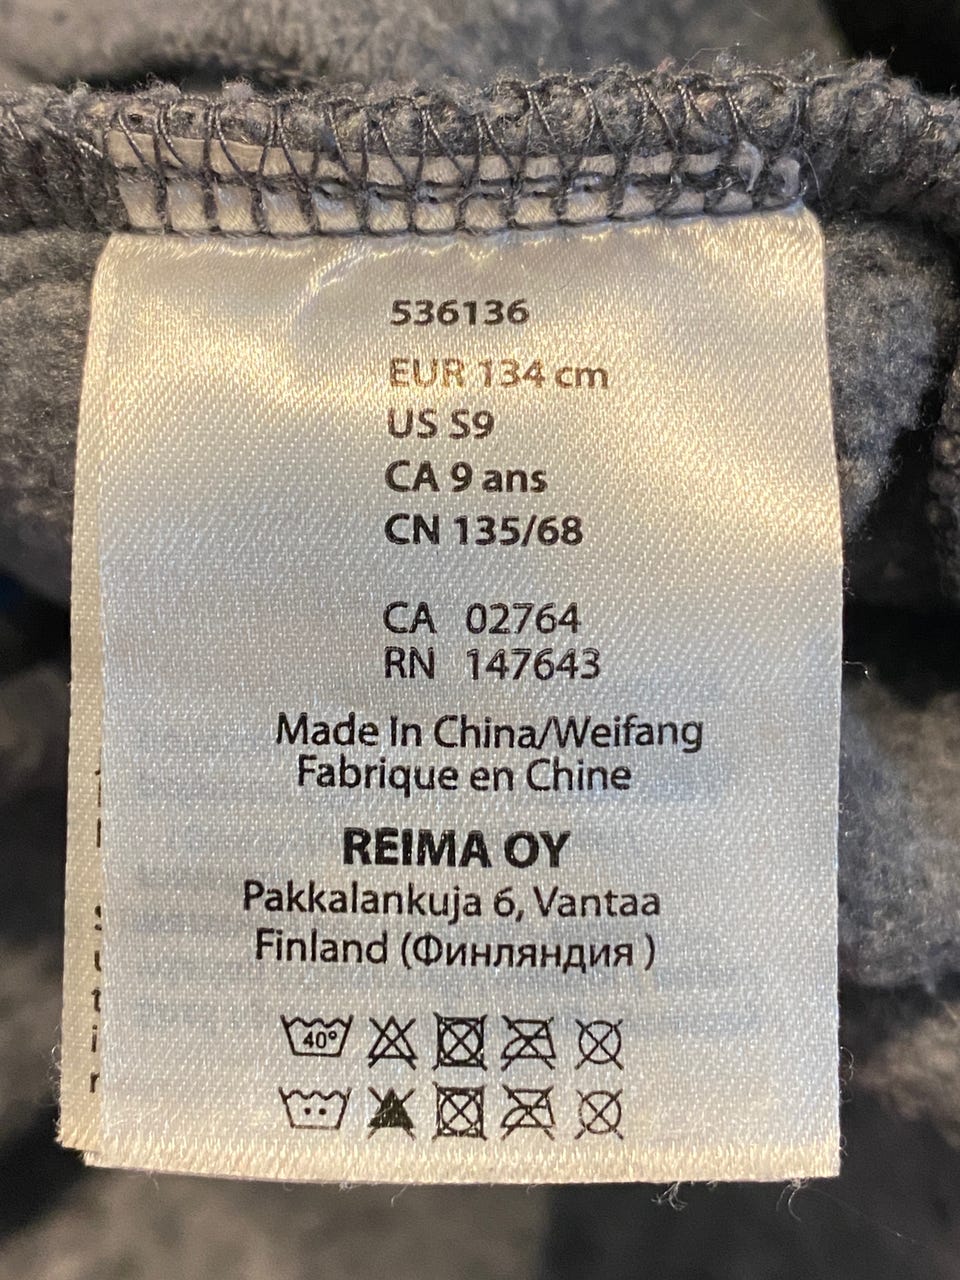 536136
EUR 134 cm
US S9
CA 9 ans
CN 135/68
CA 02764
RN 147643
Made In China/Weifang
Fabrique en Chine
REIMA OY
Pakkalankuja 6, Vantaa
Finland (Финляндия )
40°